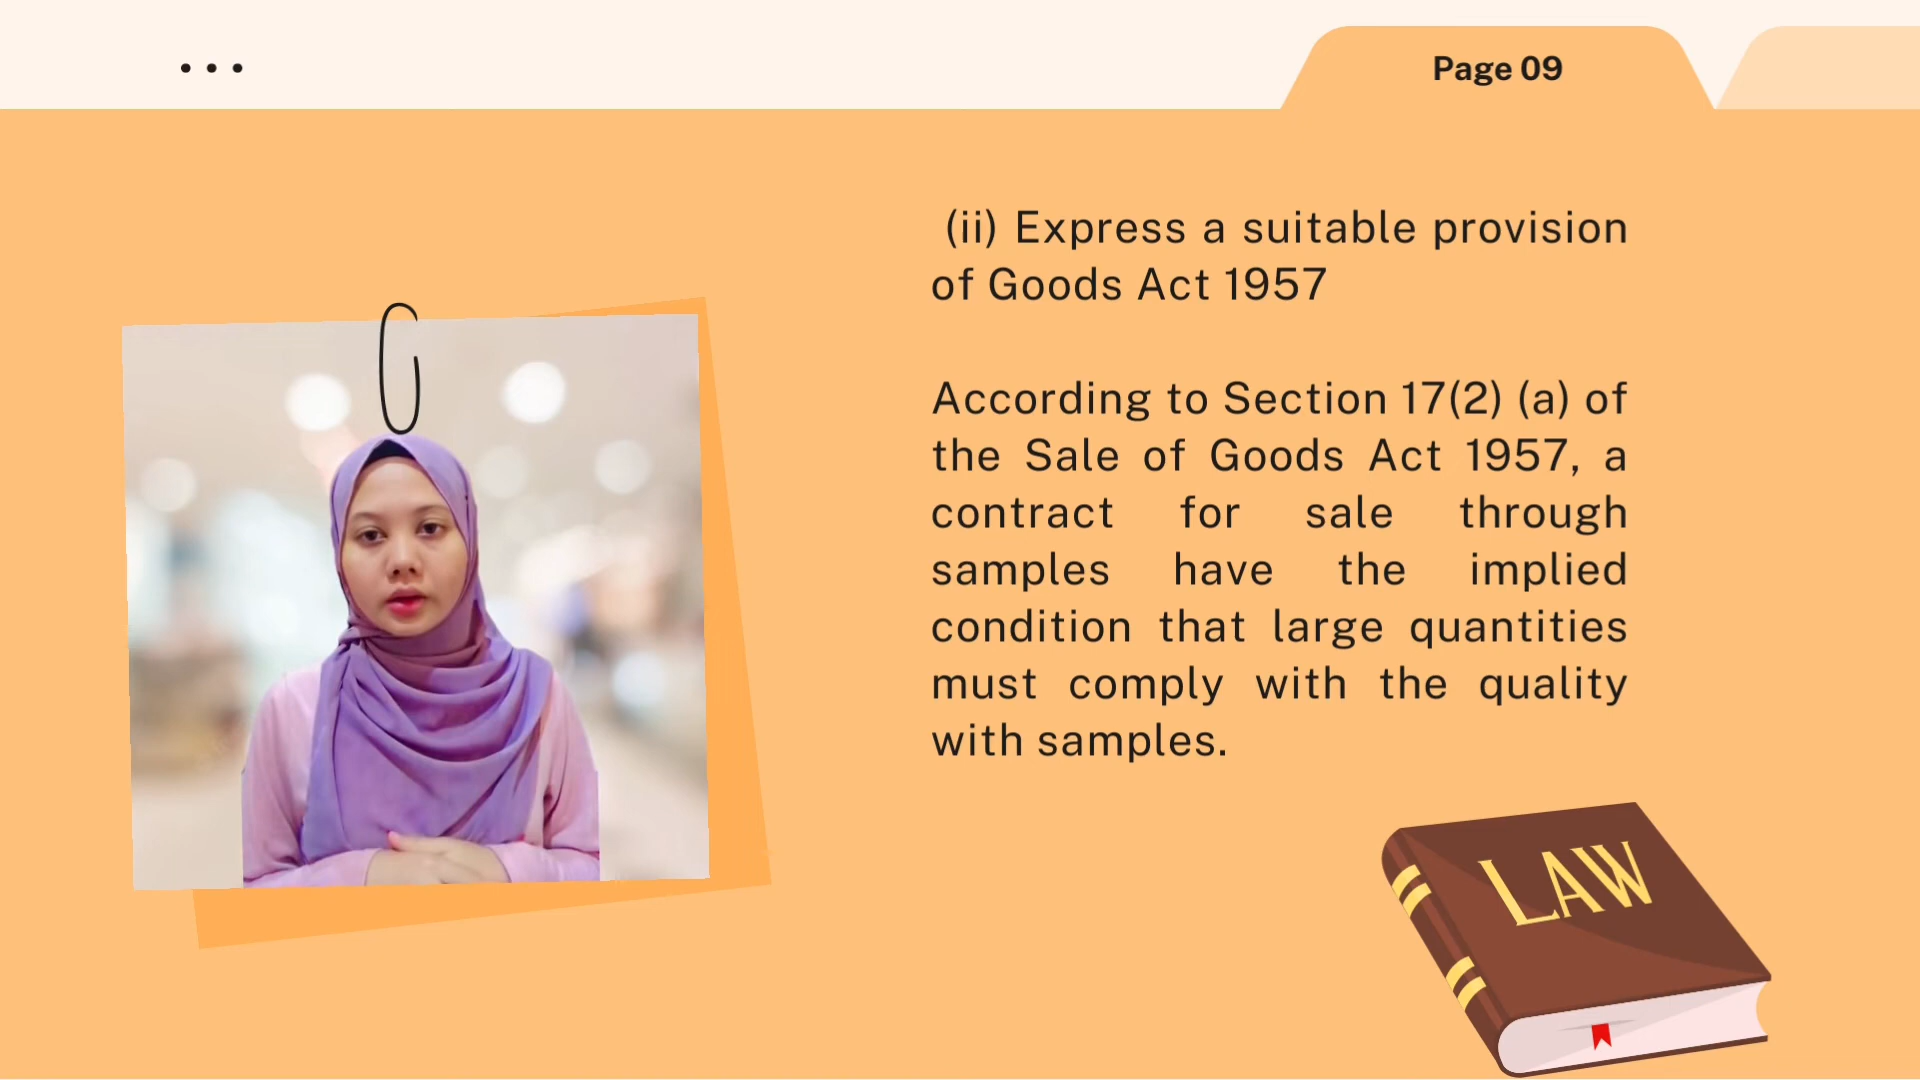 Page 09
(ii) Express a suitable provision
of Goods Act 1957
According to Section 17(2) (a) of
the Sale of Goods Act 1957, a
contract for sale through
samples have the implied
condition that large quantities
must comply with the quality
with samples.
LAW